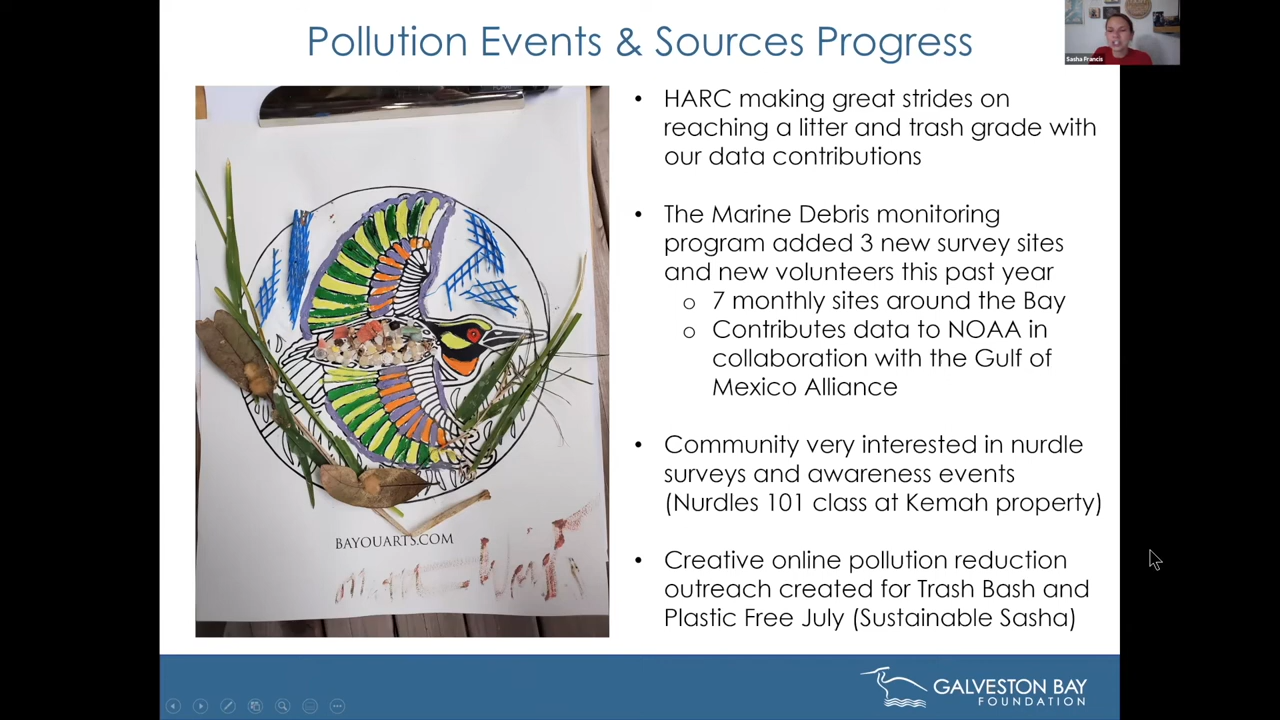 Pollution Events & Sources Progress
Sasha Francis
• HARC making great strides on
reaching a litter and trash grade with
our data contributions
• The Marine Debris monitoring
program added 3 new survey sites
and new volunteers this past year
o 7 monthly sites around the Bay
o Contributes data to NOAA in
collaboration with the Gulf of
Mexico Alliance
• Community very interested in nurdle
surveys and awareness events
(Nurdles 101 class at Kemah property)
• Creative online pollution reduction
outreach created for Trash Bash and
Plastic Free July (Sustainable Sasha)
BAYOUARTS.COM
GALVESTON BAY
FOUNDATION